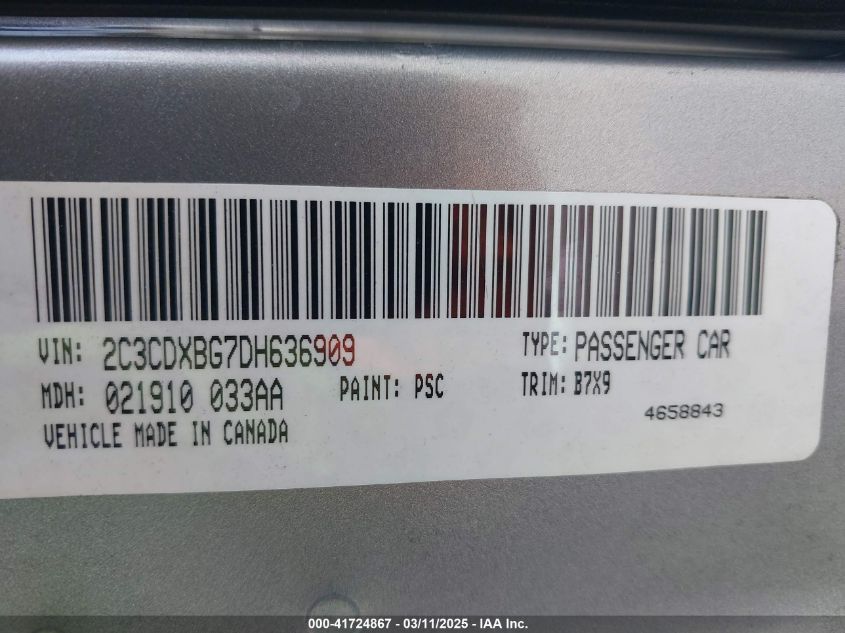 VIN: 2C3CDXBG7DH636909 TYPE: PASSENGER CAR
MDH: 021910 033AA PAINT: PSC TRIM: B7X9
4658843
VEHICLE MADE IN CANADA
000-41724867 - 03/11/2025 - IAA Inc.